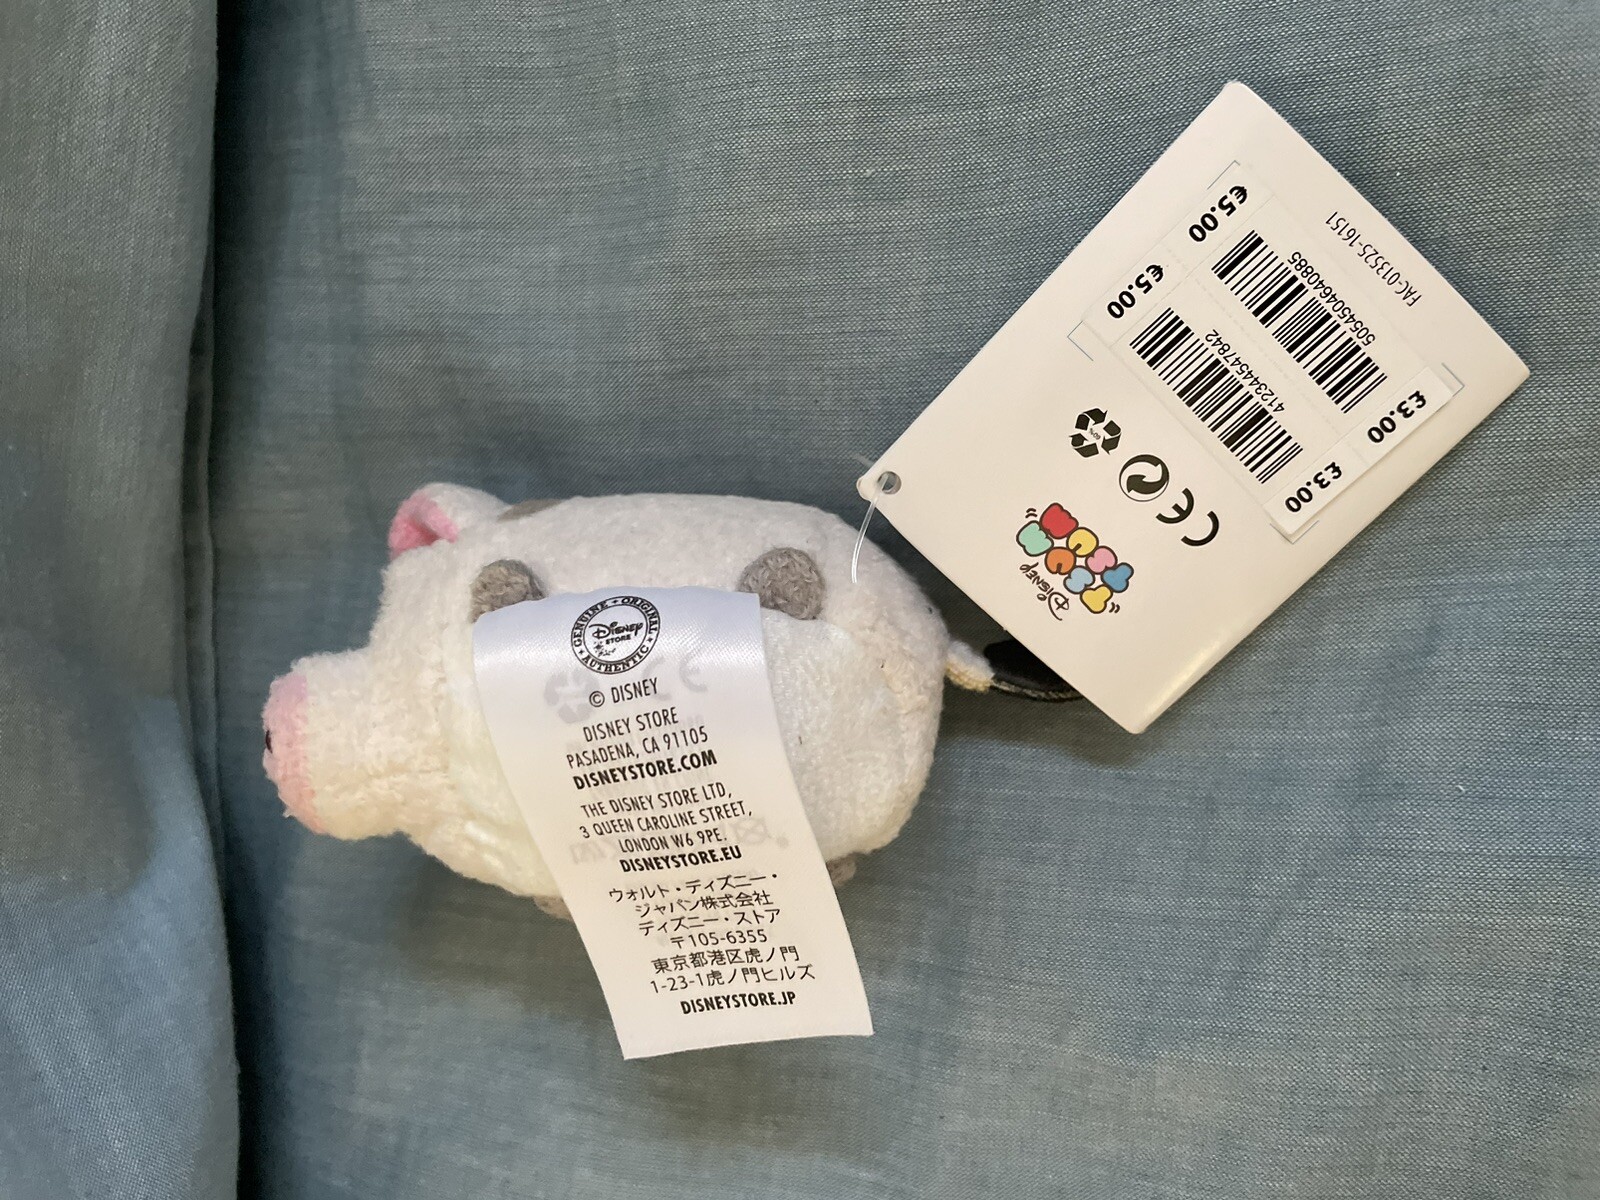 GENUINE • ORIGINAL
Disney
STORE
AUTHENTIC
© DISNEY
DISNEY STORE
PASADENA, CA 91105
DISNEYSTORE.COM
THE DISNEY STORE LTD,
3 QUEEN CAROLINE STREET,
LONDON W6 9PE.
DISNEYSTORE.EU
ウォルト・ディズニー・
ジャパン株式会社
ディズニー・ストア
〒105-6355
東京都港区虎ノ門
1-23-1虎ノ門ヒルズ
DISNEYSTORE.JP
Disney
CE
412344547842
€5.00
£3.00
5054504640885
€5.00
£3.00
FAC-013525-16151